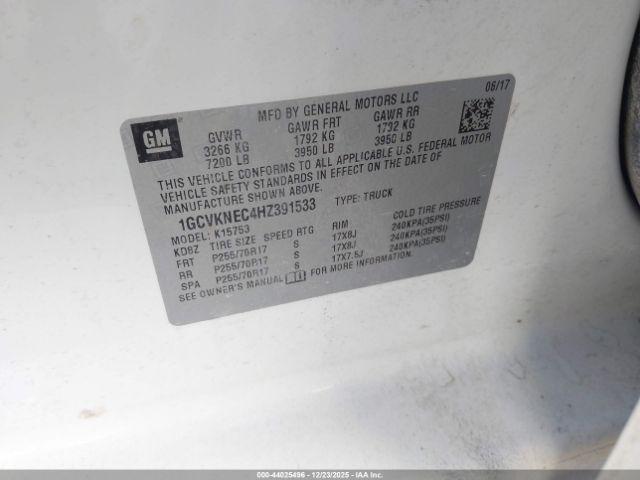 06/17
MFD BY GENERAL MOTORS LLC
GM
GVWR GAWR FRT GAWR RR
3266 KG 1792 KG 1732 KG
7200 LB 3950 LB 3950 LB
THIS VEHICLE CONFORMS TO ALL APPLICABLE U.S. FEDERAL MOTOR
VEHICLE SAFETY STANDARDS IN EFFECT ON THE DATE OF
MANUFACTURE SHOWN ABOVE.
1GCVKNEC4HZ391533 TYPE: TRUCK
MODEL: K15753
KD8Z TIRE SIZE SPEED RTG RIM COLD TIRE PRESSURE
FRT P255/70R17 S 17X8J 240KPA(35PSI)
RR P255/70R17 S 17X8J 240KPA(35PSI)
SPA P255/70R17 S 17X7.5J 240KPA(35PSI)
SEE OWNER'S MANUAL FOR MORE INFORMATION.
000-44025496 - 12/23/2025 - IAAI.COM